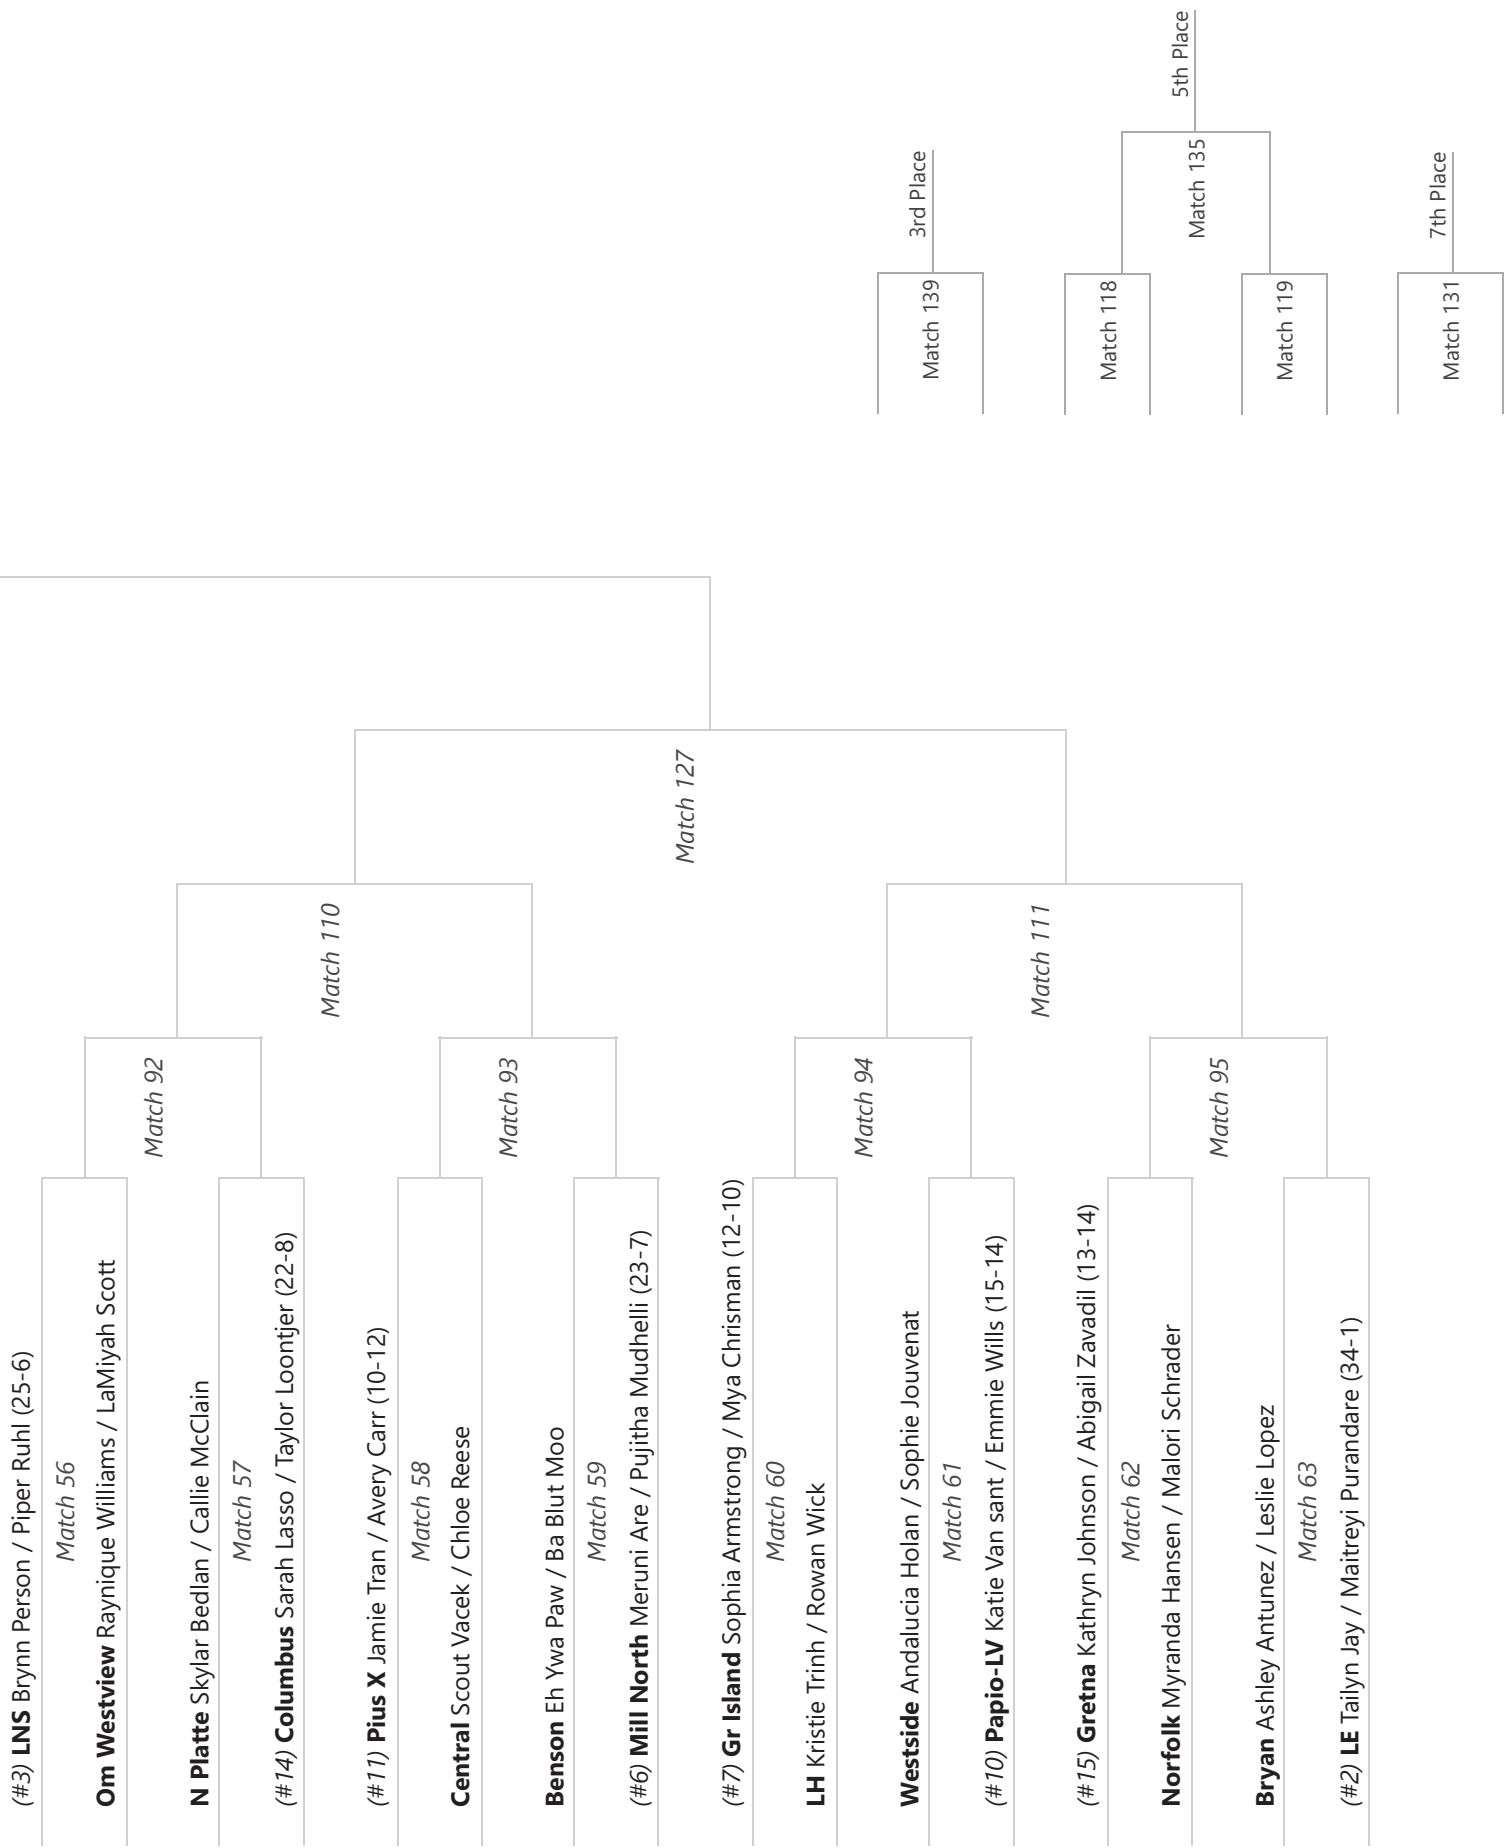 (#3) LNS Brynn Person / Piper Ruhl (25-6)
Match 56
Om Westview Raynique Williams / LaMiyah Scott
Match 92
N Platte Skylar Bedlan / Callie McClain
Match 57
(#14) Columbus Sarah Lasso / Taylor Loontjer (22-8)
Match 110
(#11) Pius X Jamie Tran / Avery Carr (10-12)
Match 58
Central Scout Vacek / Chloe Reese
Match 93
Benson Eh Ywa Paw / Ba Blut Moo
Match 59
(#6) Mill North Meruni Are / Pujitha Mudhelli (23-7)
Match 127
(#7) Gr Island Sophia Armstrong / Mya Chrisman (12-10)
Match 60
LH Kristie Trinh / Rowan Wick
Match 94
Westside Andalucia Holan / Sophie Jouvenat
Match 61
(#10) Papio-LV Katie Van sant / Emmie Wills (15-14)
Match 111
(#15) Gretna Kathryn Johnson / Abigail Zavadil (13-14)
Match 62
Norfolk Myranda Hansen / Malori Schrader
Match 95
Bryan Ashley Antunez / Leslie Lopez
Match 63
(#2) LE Tailyn Jay / Maitreyi Purandare (34-1)
Match 139
3rd Place
Match 118
Match 135
5th Place
Match 119
Match 131
7th Place